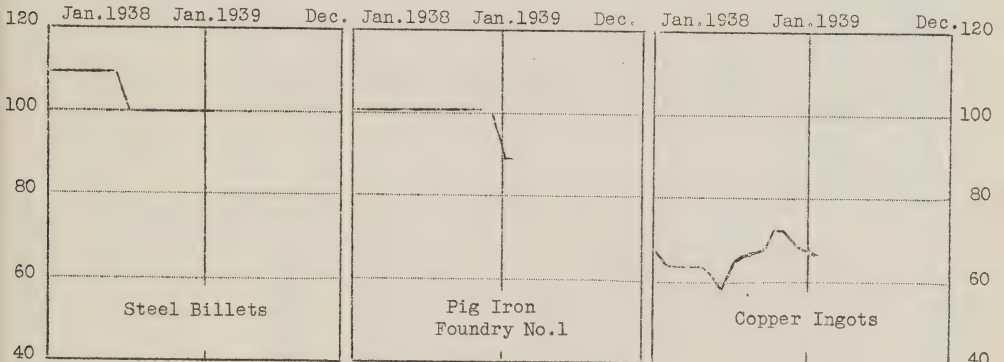 120 Jan.1938 Jan.1939 Dec. Jan.1938 Jan.1939 Dec. Jan.1938 Jan.1939 Dec. 120
100 100
80 80
60 60
Steel Billets Pig Iron Foundry No.1 Copper Ingots
40 40